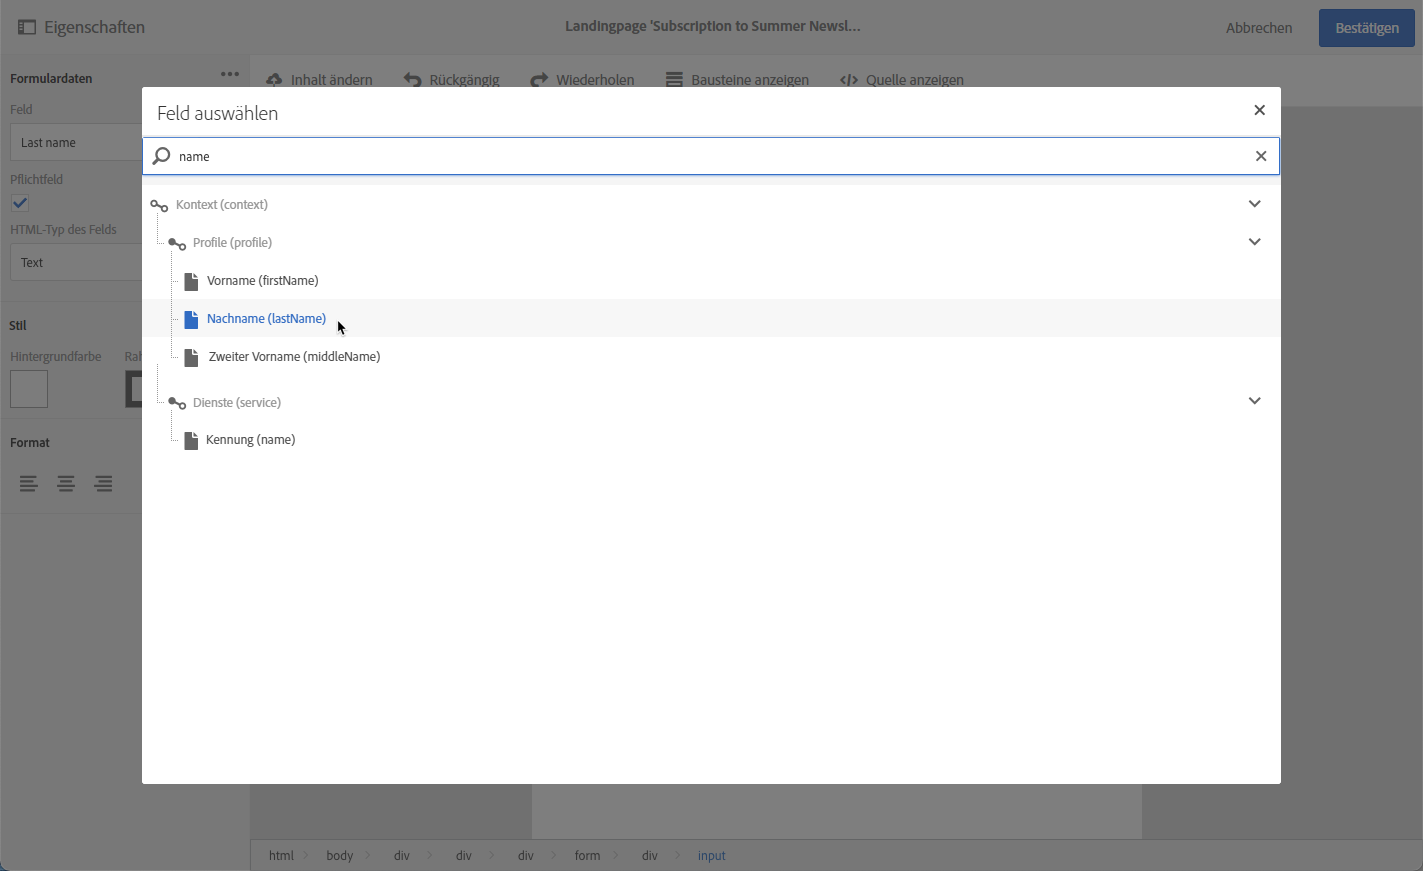 Eigenschaften
Landingpage 'Subscription to Summer Newsl...
Abbrechen
Bestätigen
Formulardaten
Inhalt ändern
Rückgängig
Wiederholen
Bausteine anzeigen
Quelle anzeigen
Feld
Last name
Pflichtfeld
HTML-Typ des Felds
Text
Stil
Hintergrundfarbe
Format
Feld auswählen
name
Kontext (context)
Profile (profile)
Vorname (firstName)
Nachname (lastName)
Zweiter Vorname (middleName)
Dienste (service)
Kennung (name)
html body div div div form div input